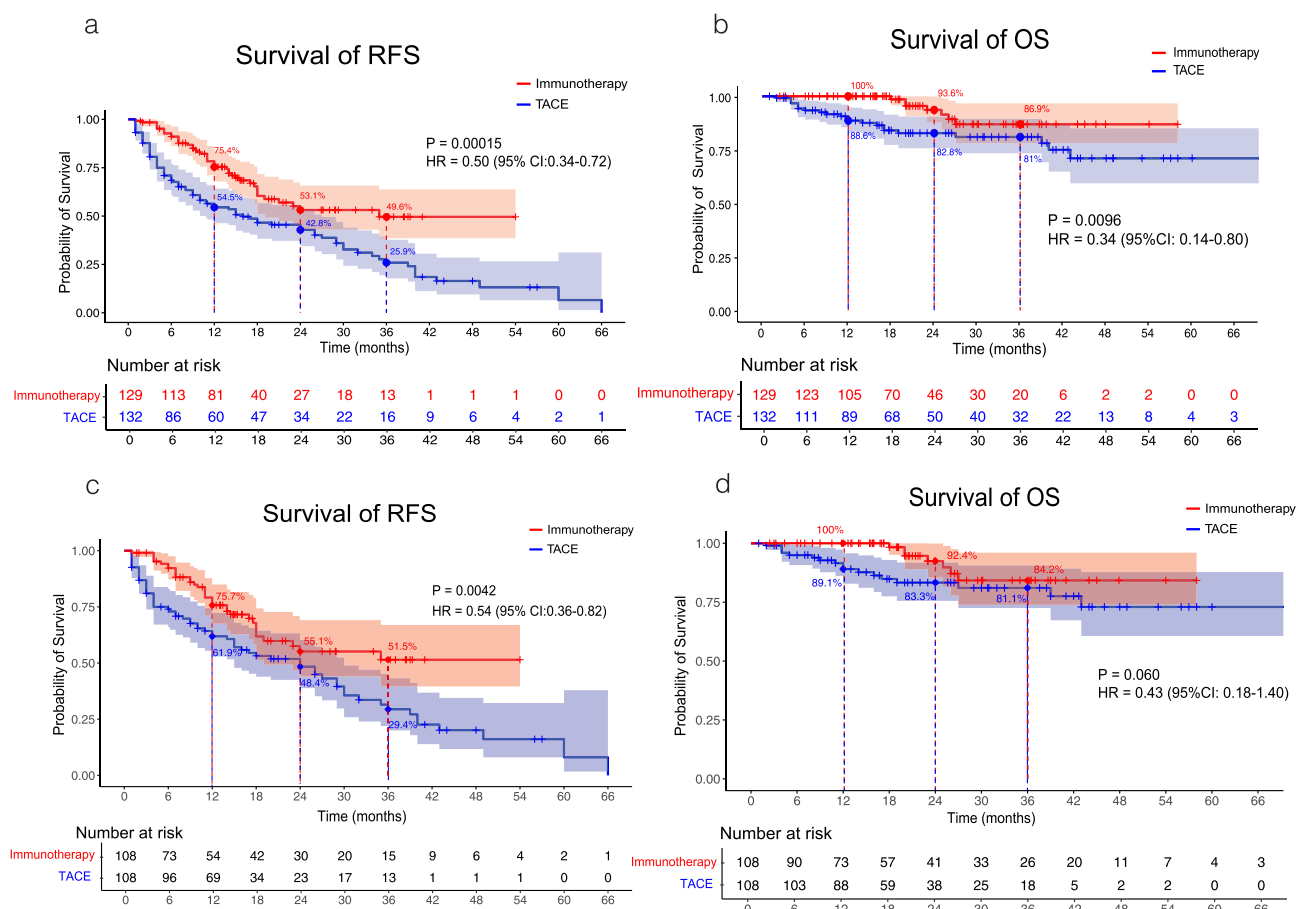 a
Survival of RFS
Immunotherapy
TACE
P = 0.00015
HR = 0.50 (95% CI:0.34-0.72)
Probability of Survival
1.00
0.75
0.50
0.25
0.00
75.4%
53.1%
49.6%
54.5%
42.8%
25.9%
0 6 12 18 24 30 36 42 48 54 60 66
Time (months)
Number at risk
Immunotherapy 129 113 81 40 27 18 13 1 1 1 0 0
TACE 132 86 60 47 34 22 16 9 6 4 2 1
0 6 12 18 24 30 36 42 48 54 60 66
b
Survival of OS
Immunotherapy
TACE
Probability of Survival
1.00
0.75
0.50
0.25
0.00
100%
93.6%
86.9%
88.6%
82.8%
81%
P = 0.0096
HR = 0.34 (95%CI: 0.14-0.80)
0 6 12 18 24 30 36 42 48 54 60 66
Time (months)
Number at risk
Immunotherapy 129 123 105 70 46 30 20 6 2 2 0 0
TACE 132 111 89 68 50 40 32 22 13 8 4 3
0 6 12 18 24 30 36 42 48 54 60 66
c
Survival of RFS
Immunotherapy
TACE
P = 0.0042
HR = 0.54 (95% CI:0.36-0.82)
Probability of Survival
1.00
0.75
0.50
0.25
0.00
75.7%
55.1%
51.5%
61.9%
48.4%
29.4%
0 6 12 18 24 30 36 42 48 54 60 66
Time (months)
Number at risk
Immunotherapy 108 73 54 42 30 20 15 9 6 4 2 1
TACE 108 96 69 34 23 17 13 1 1 1 0 0
0 6 12 18 24 30 36 42 48 54 60 66
d
Survival of OS
Immunotherapy
TACE
Probability of Survival
1.00
0.75
0.50
0.25
0.00
100%
92.4%
84.2%
89.1%
83.3%
81.1%
P = 0.060
HR = 0.43 (95%CI: 0.18-1.40)
0 6 12 18 24 30 36 42 48 54 60 66
Time (months)
Number at risk
Immunotherapy 108 90 73 57 41 33 26 20 11 7 4 3
TACE 108 103 88 59 38 25 18 5 2 2 0 0
0 6 12 18 24 30 36 42 48 54 60 66